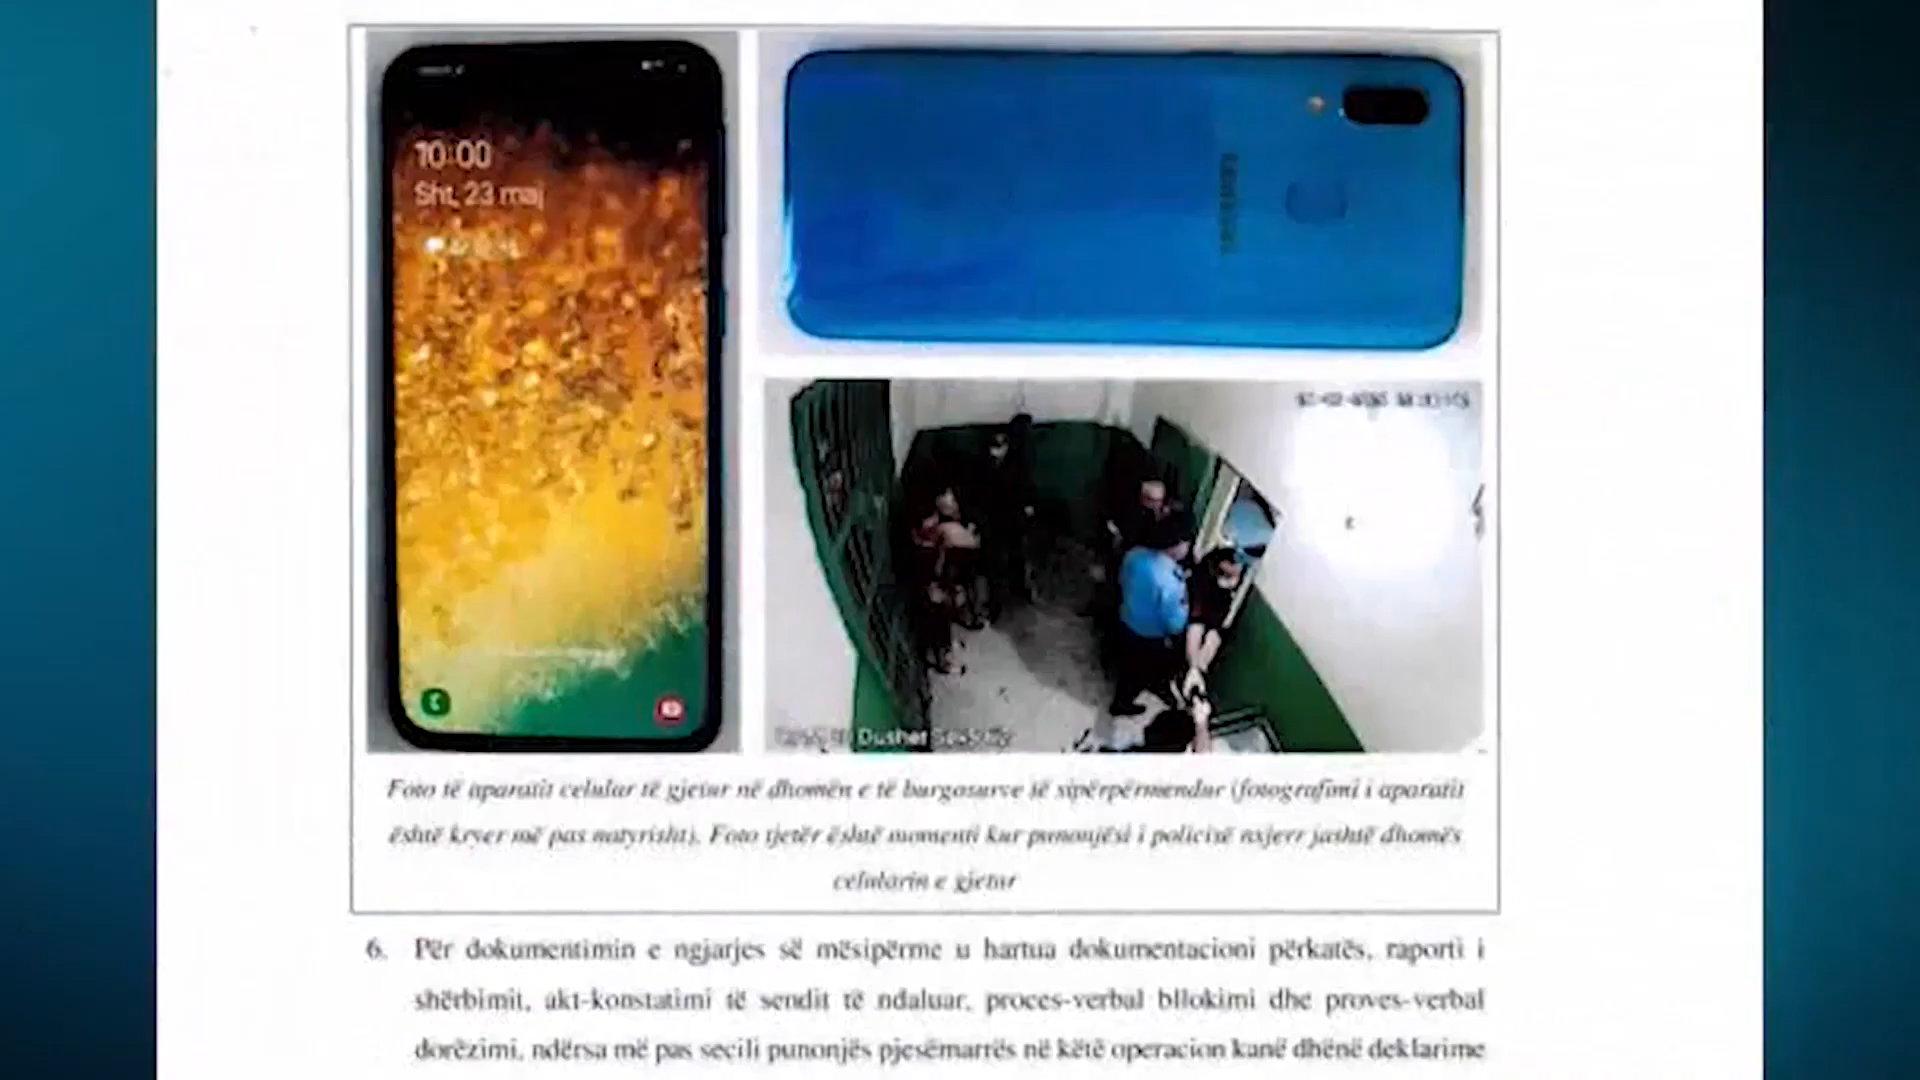 10:00
Sht, 23 maj
SAMSUNG
Dushet
Foto të aparatit celular të gjetur në dhomën e të burgosurve të sipërpërmendur (fotografimi i aparatit
është kryer më pas natyrisht). Foto tjetër është momenti kur punonjësi i policisë nxjerr jashtë dhomës
celularin e gjetur
6. Për dokumentimin e ngjarjes së mësipërme u hartua dokumentacioni përkatës, raporti i
shërbimit, akt-konstatimi të sendit të ndaluar, proces-verbal bllokimi dhe proves-verbal
dorëzimi, ndërsa më pas secili punonjës pjesëmarrës në këtë operacion kanë dhënë deklarime